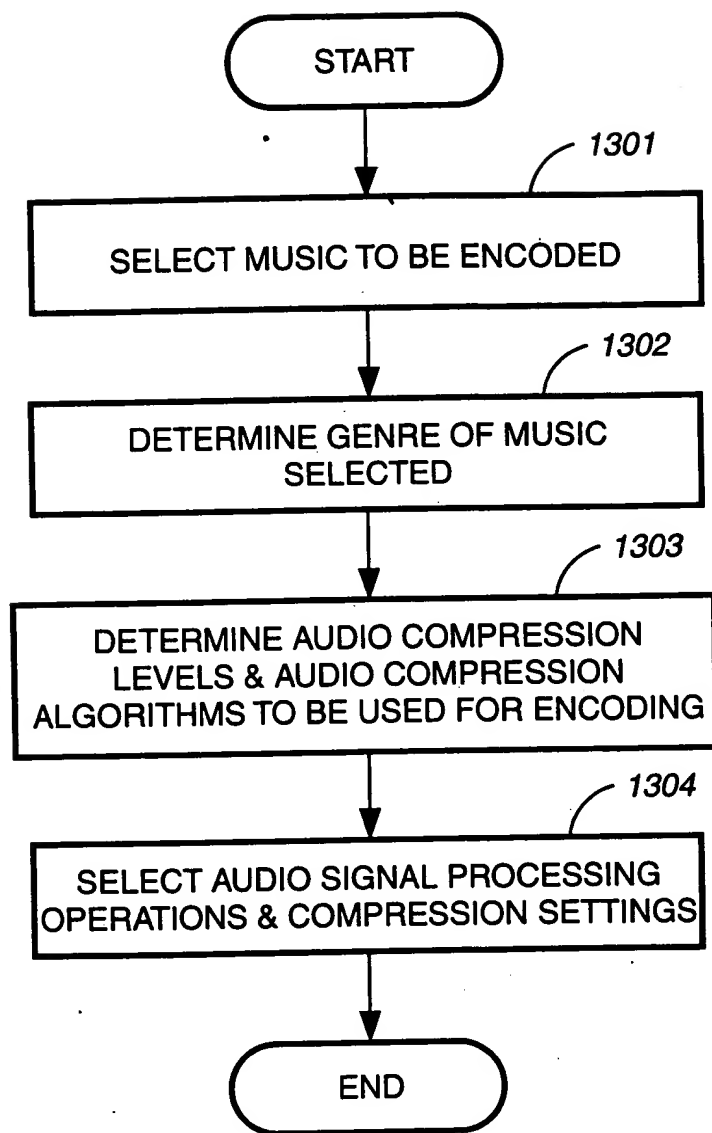 START
1301
SELECT MUSIC TO BE ENCODED
1302
DETERMINE GENRE OF MUSIC
SELECTED
1303
DETERMINE AUDIO COMPRESSION
LEVELS & AUDIO COMPRESSION
ALGORITHMS TO BE USED FOR ENCODING
1304
SELECT AUDIO SIGNAL PROCESSING
OPERATIONS & COMPRESSION SETTINGS
END